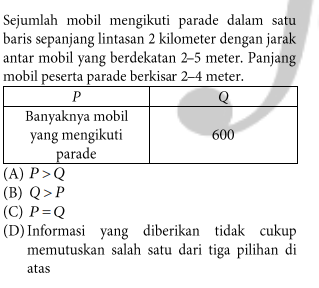 Sejumlah mobil mengikuti parade dalam satu
baris sepanjang lintasan 2 kilometer dengan jarak
antar mobil yang berdekatan 2–5 meter. Panjang
mobil peserta parade berkisar 2–4 meter.
P Q
Banyaknya mobil
yang mengikuti 600
parade
(A) P > Q
(B) Q > P
(C) P = Q
(D) Informasi yang diberikan tidak cukup
memutuskan salah satu dari tiga pilihan di
atas